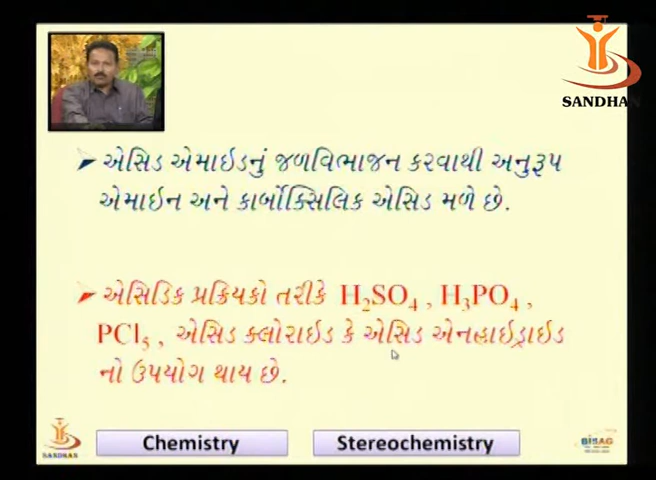 SANDHAN
➤ એસિડ એમાઇડનું જળવિભાજન કરવાથી અનુરૂપ
એમાઇન અને કાર્બોક્સિલિક એસિડ મળે છે.
➤ એસિડિક પ્રક્રિયકો તરીકે H₂SO₄ , H₃PO₄ ,
PCl₅ , એસિડ ક્લોરાઇડ કે એસિડ એનહાઇડ્રાઇડ
નો ઉપયોગ થાય છે.
Chemistry
Stereochemistry
SANDHAN
BISAG